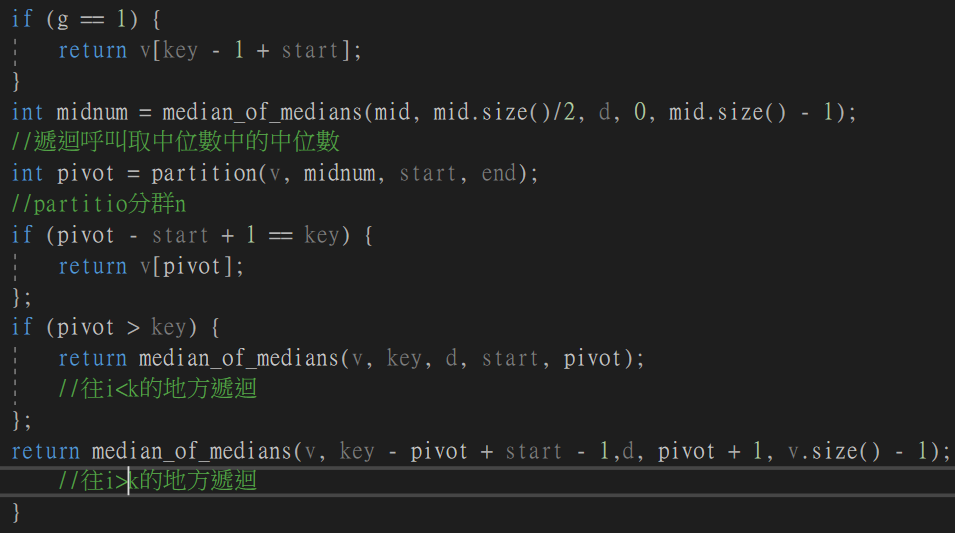 if (g == 1) {
return v[key - 1 + start];
}
int midnum = median_of_medians(mid, mid.size()/2, d, 0, mid.size() - 1);
//遞迴呼叫取中位數中的中位數
int pivot = partition(v, midnum, start, end);
//partitio分群n
if (pivot - start + 1 == key) {
return v[pivot];
};
if (pivot > key) {
return median_of_medians(v, key, d, start, pivot);
//往i<k的地方遞迴
};
return median_of_medians(v, key - pivot + start - 1,d, pivot + 1, v.size() - 1);
//往i>k的地方遞迴
}